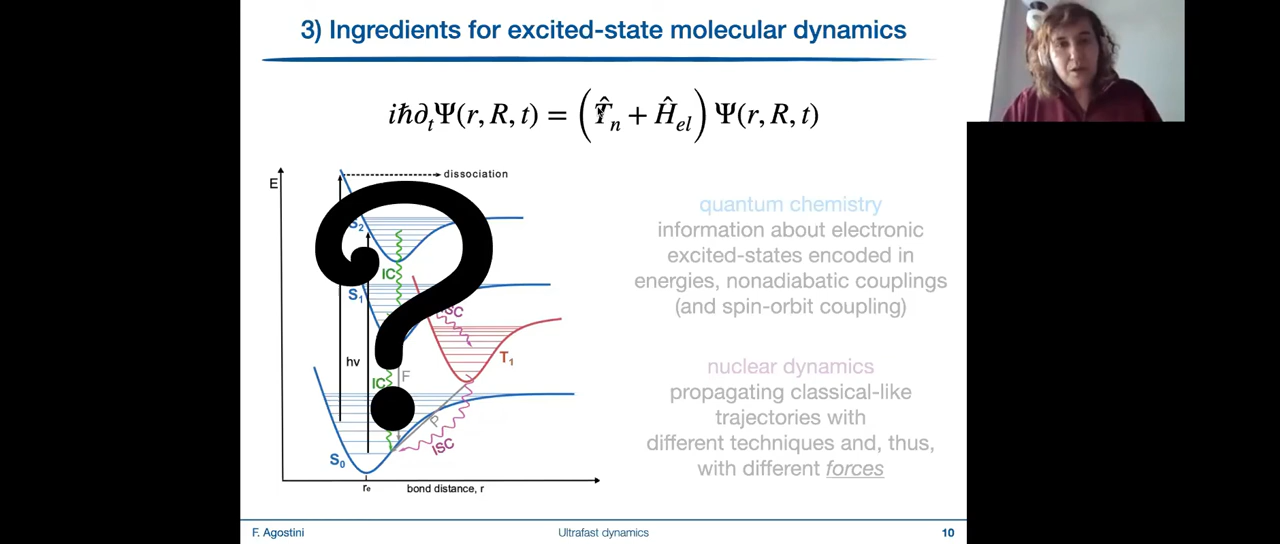 3) Ingredients for excited-state molecular dynamics
iħ∂ₜΨ(r, R, t) = (T̂ₙ + Ĥₑₗ) Ψ(r, R, t)
E
dissociation
S₂
IC
S₁
ISC
hν
T₁
IC
F
P
ISC
S₀
rₑ
bond distance, r
quantum chemistry
information about electronic
excited-states encoded in
energies, nonadiabatic couplings
(and spin-orbit coupling)
nuclear dynamics
propagating classical-like
trajectories with
different techniques and, thus,
with different forces
F. Agostini
Ultrafast dynamics
10